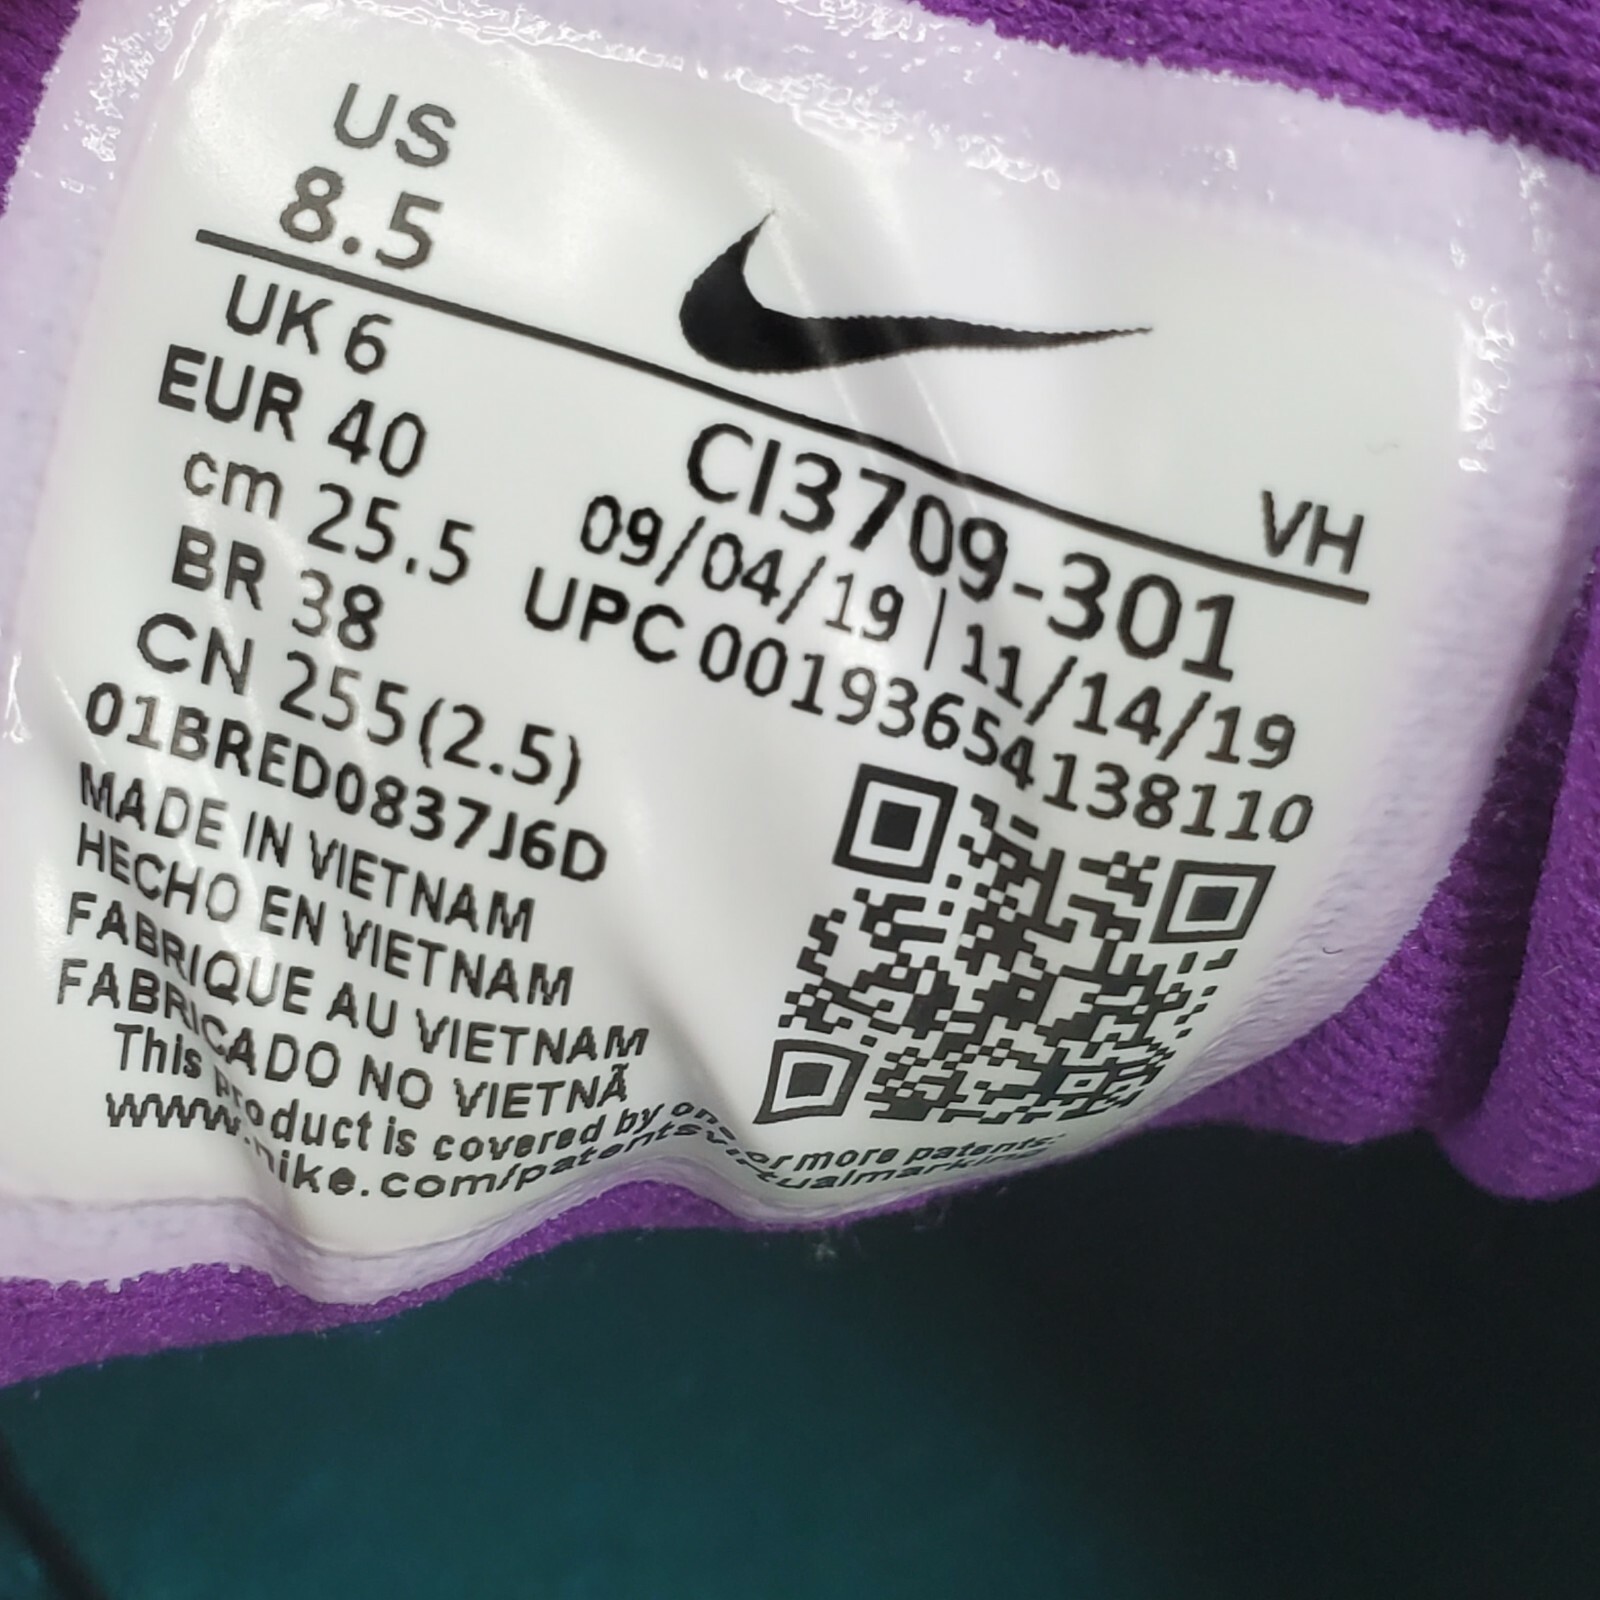 US
8.5
UK 6
EUR 40
cm 25.5
BR 38
CN 255(2.5)
01BRED0837J6D
MADE IN VIETNAM
HECHO EN VIETNAM
FABRIQUE AU VIETNAM
FABRICADO NO VIETNÃ
VH
CI3709-301
09/04/19 | 11/14/19
UPC 00193654138110
This product is covered by one or more patents:
www.nike.com/patentsvirtualmarking